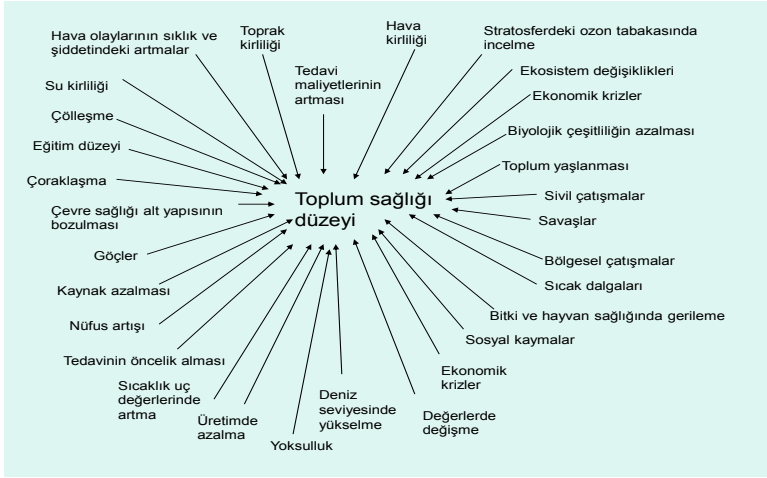 Hava olaylarının sıklık ve
şiddetindeki artmalar
Toprak
kirliliği
Hava
kirliliği
Stratosferdeki ozon tabakasında
incelme
Tedavi
maliyetlerinin
artması
Ekosistem değişiklikleri
Su kirliliği
Ekonomik krizler
Çölleşme
Biyolojik çeşitliliğin azalması
Eğitim düzeyi
Toplum yaşlanması
Çoraklaşma
Toplum sağlığı
düzeyi
Sivil çatışmalar
Çevre sağlığı alt yapısının
bozulması
Savaşlar
Göçler
Bölgesel çatışmalar
Kaynak azalması
Sıcak dalgaları
Nüfus artışı
Bitki ve hayvan sağlığında gerileme
Sosyal kaymalar
Tedavinin öncelik alması
Ekonomik
krizler
Sıcaklık uç
değerlerinde
artma
Deniz
seviyesinde
yükselme
Değerlerde
değişme
Üretimde
azalma
Yoksulluk